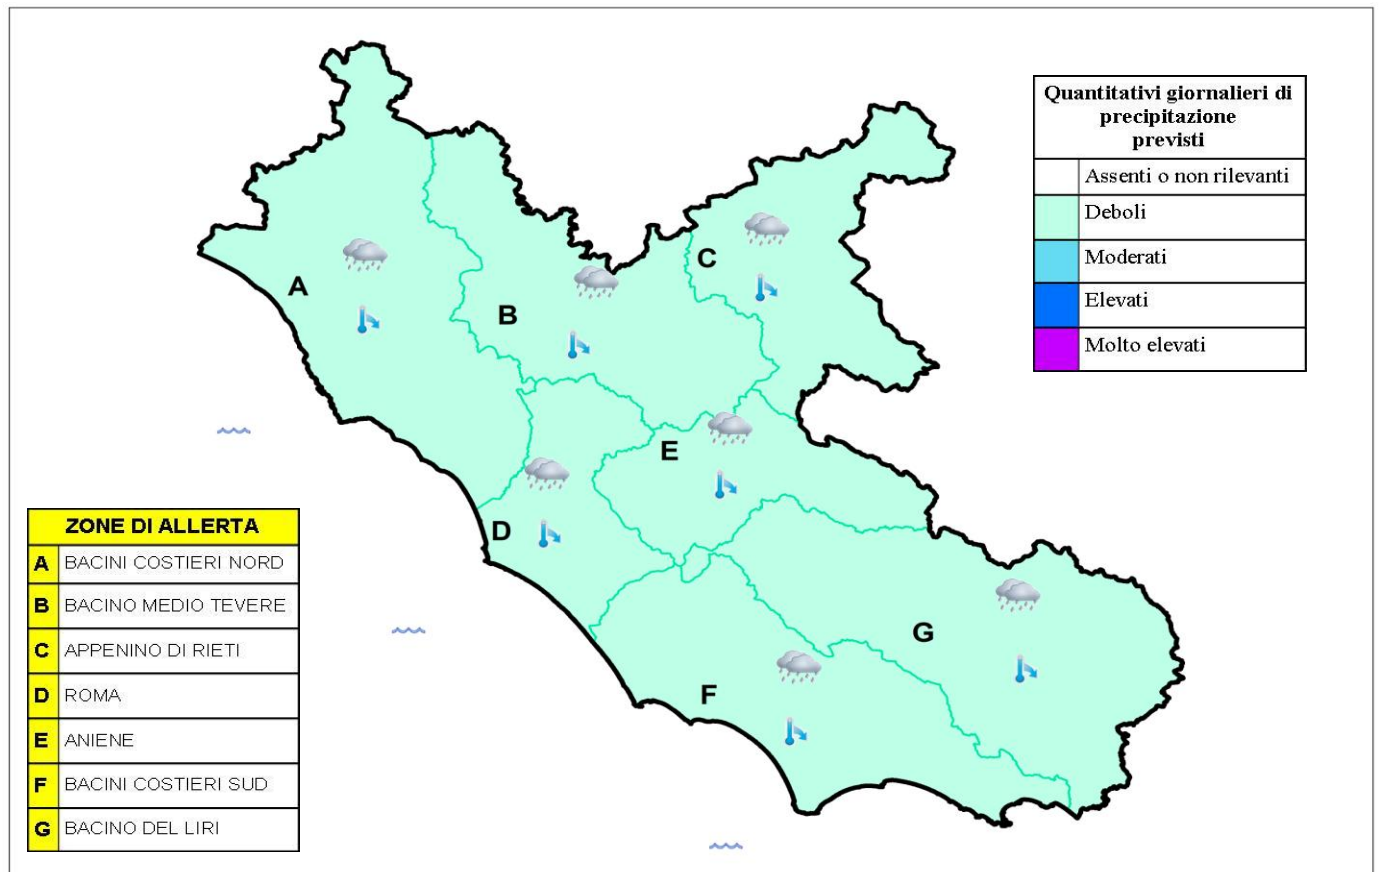 Quantitativi giornalieri di
precipitazione
previsti
Assenti o non rilevanti
Deboli
Moderati
Elevati
Molto elevati
C
A
B
E
D
G
F
ZONE DI ALLERTA
A BACINI COSTIERI NORD
B BACINO MEDIO TEVERE
C APPENINO DI RIETI
D ROMA
E ANIENE
F BACINI COSTIERI SUD
G BACINO DEL LIRI